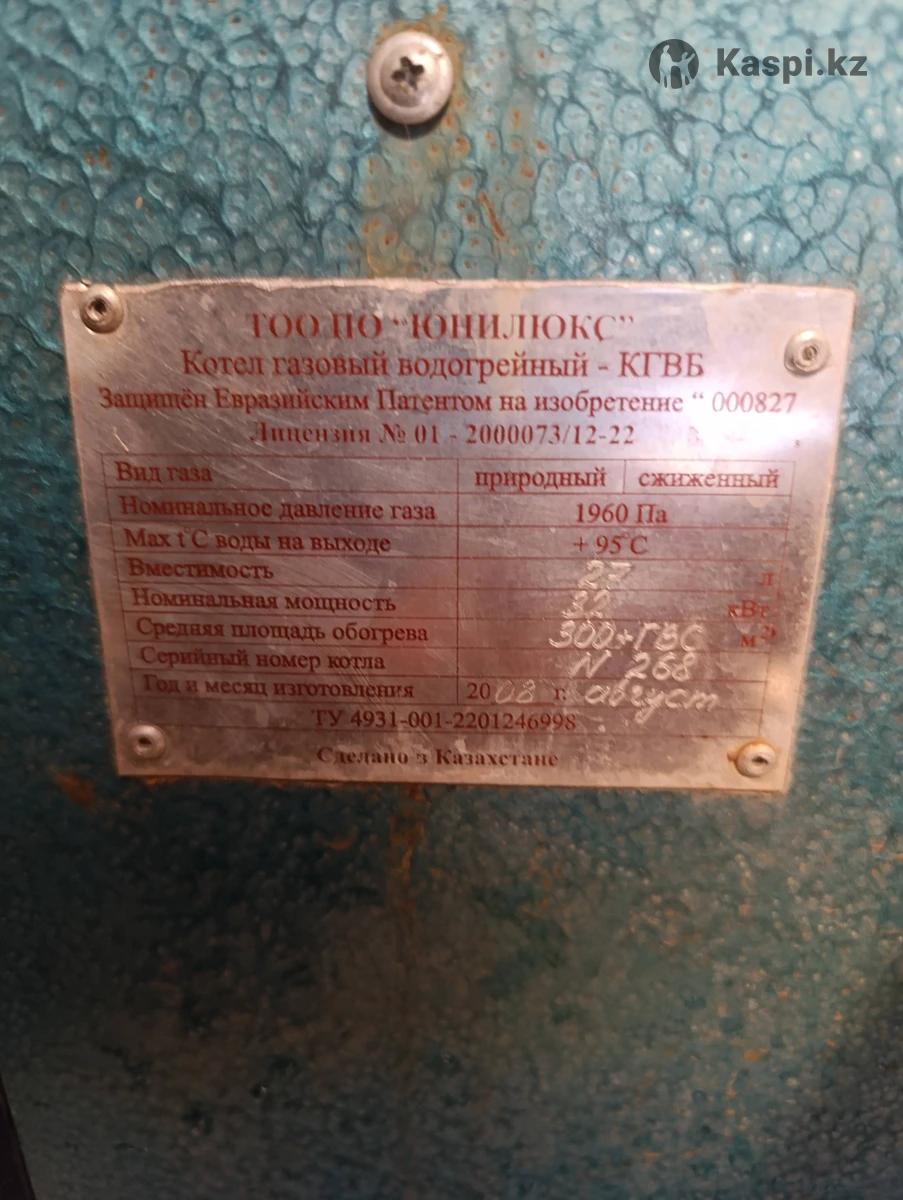 Kaspi.kz
ТОО ПО "ЮНИЛЮКС"
Котел газовый водогрейный - КГВБ
Защищён Евразийским Патентом на изобретение " 000827
Лицензия № 01 - 2000073/12-22
Вид газа природный сжиженный
Номинальное давление газа 1960 Па
Max t°C воды на выходе + 95°C
Вместимость 27 л
Номинальная мощность 32 кВт
Средняя площадь обогрева 300+ГВС м²
Серийный номер котла N 268
Год и месяц изготовления 2008 г. август
ТУ 4931-001-2201246998
Сделано в Казахстане